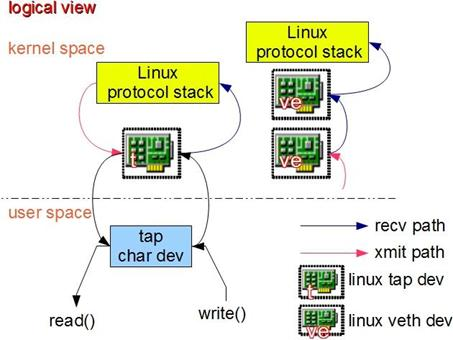 logical view
kernel space
Linux
protocol stack
Linux
protocol stack
t
ve
ve
user space
tap
char dev
read()
write()
recv path
xmit path
t
linux tap dev
ve
linux veth dev